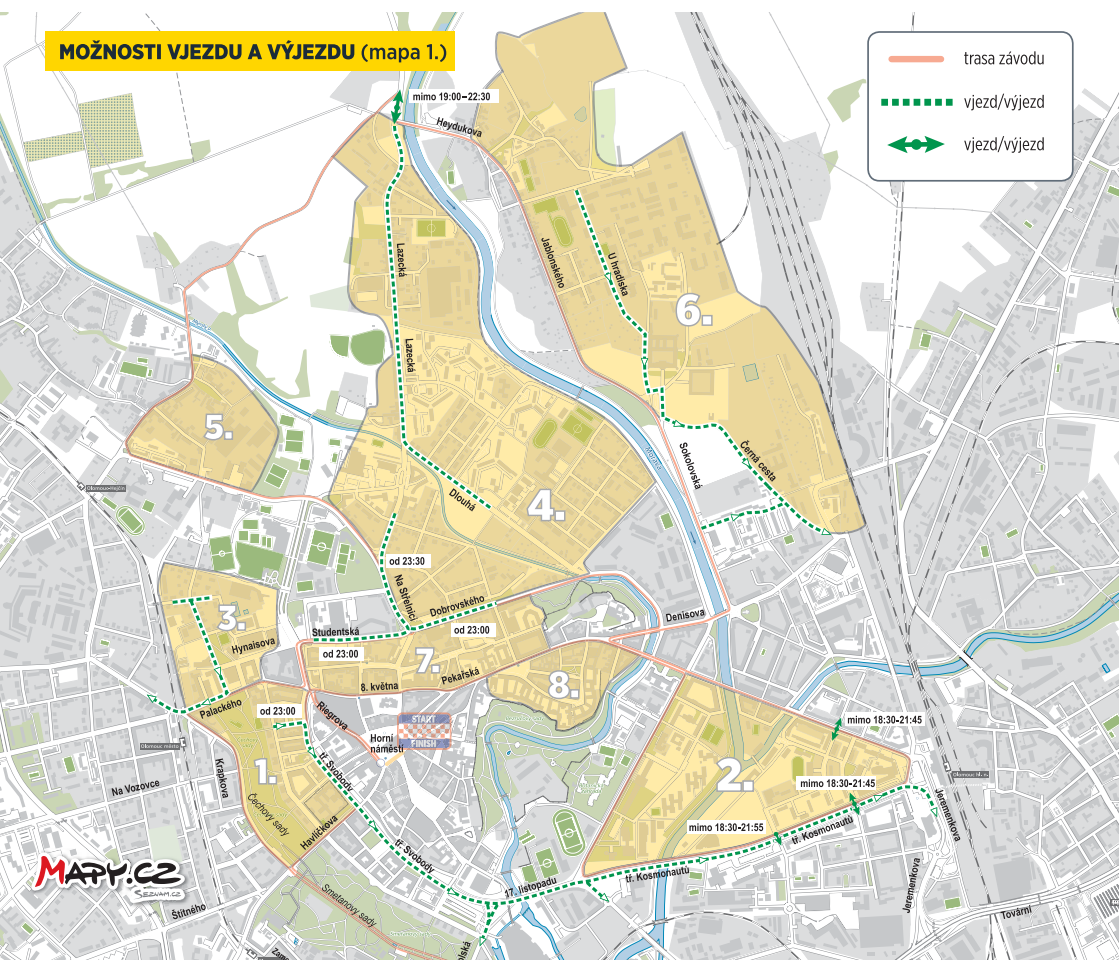 MOŽNOSTI VJEZDU A VÝJEZDU (mapa 1.)
trasa závodu
vjezd/výjezd
vjezd/výjezd
mimo 19:00–22:30
Heydukova
Lazecká
Jablonského
U hradiska
6.
Lazecká
5.
Morava
Sokolovská
Černá cesta
Dlouhá
4.
od 23:30
Na Střelnici
Dobrovského
3.
Hynaisova
Studentská
od 23:00
od 23:00
7.
Denisova
8. května
Pekařská
8.
Palackého
od 23:00
Riegrova
START
FINISH
Horní
náměstí
Olomouc město
mimo 18:30-21:45
1.
tř. Svobody
2.
mimo 18:30-21:45
Krapkova
Na Vozovce
Čechovy sady
Havlíčkova
mimo 18:30-21:55
tř. Kosmonautů
Jeremenkova
tř. Svobody
MAPY.CZ
SEZNAM.CZ
17. listopadu
tř. Kosmonautů
Jeremenkova
Smetanovy sady
Štítného
Tovární